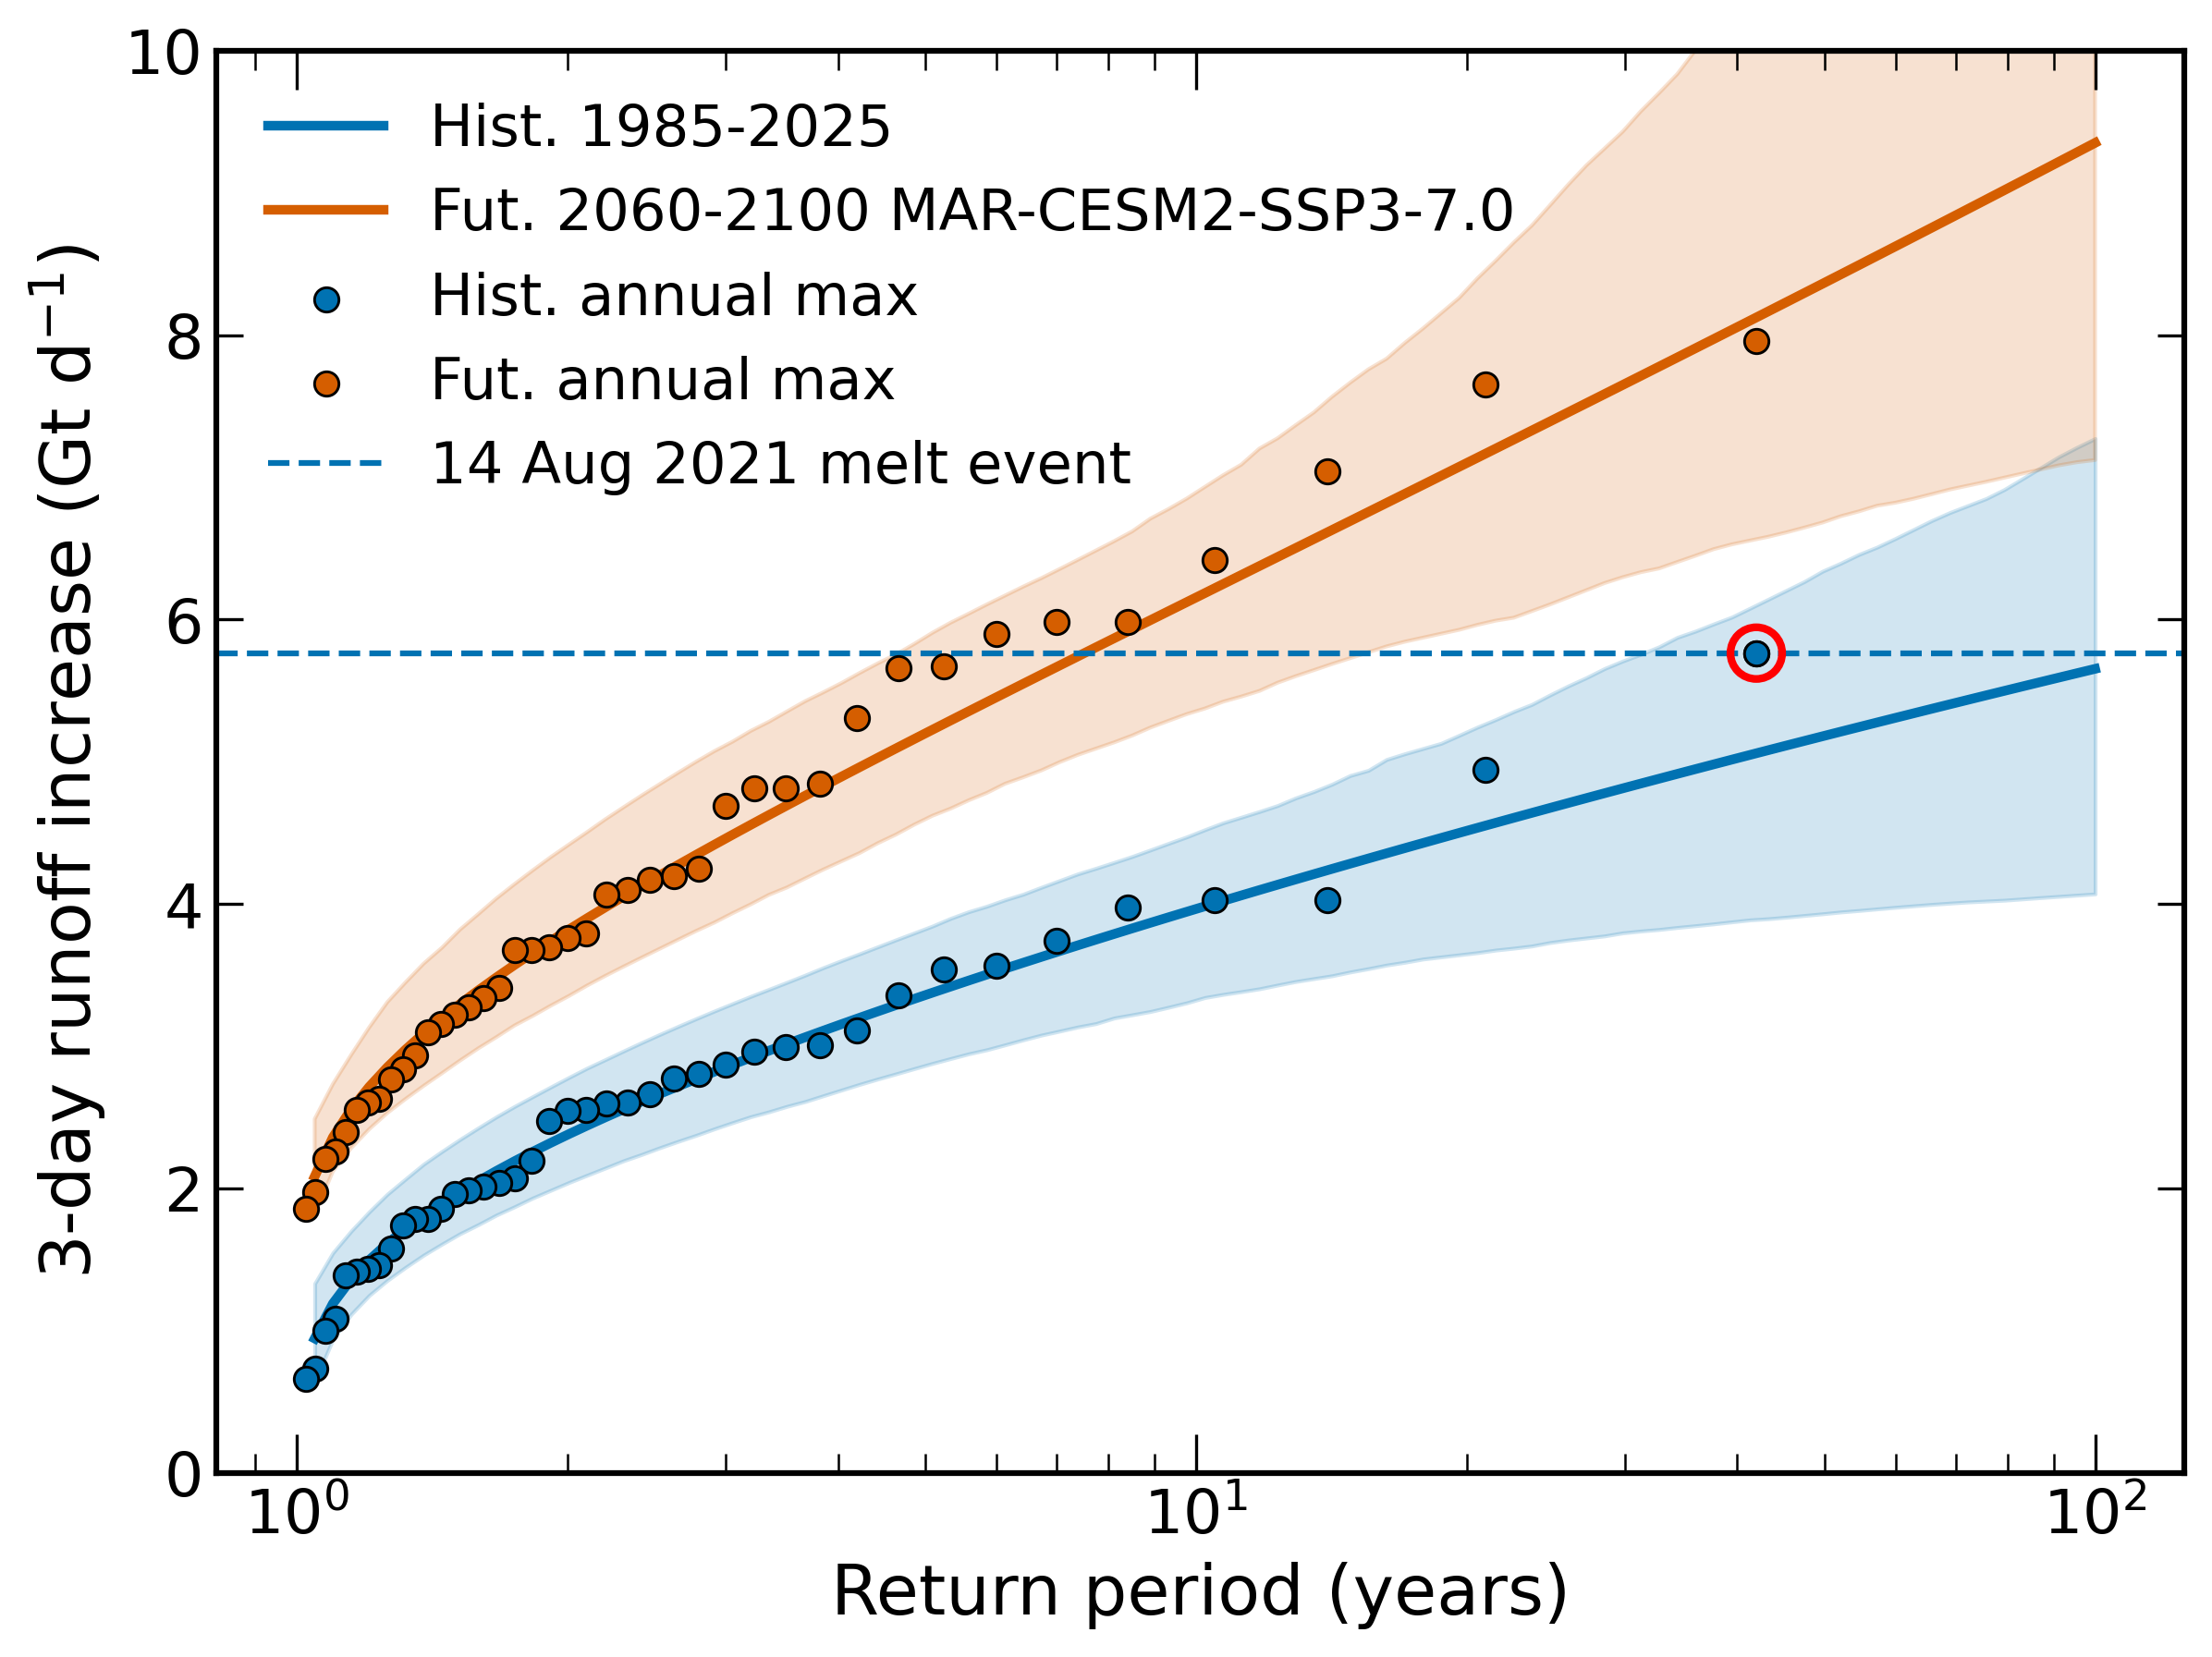 10
8
6
4
2
0
3-day runoff increase (Gt d⁻¹)
Hist. 1985-2025
Fut. 2060-2100 MAR-CESM2-SSP3-7.0
Hist. annual max
Fut. annual max
14 Aug 2021 melt event
10⁰ 10¹ 10²
Return period (years)